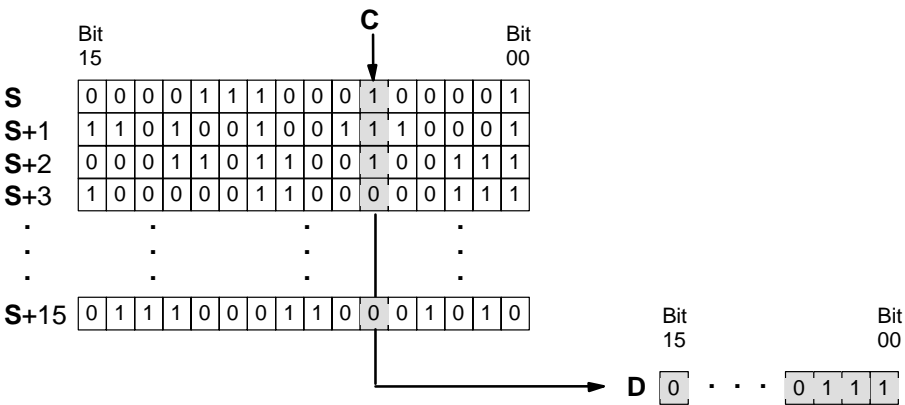 C
Bit Bit
15 00
S 0 0 0 0 1 1 1 0 0 0 1 0 0 0 0 1
S+1 1 1 0 1 0 0 1 0 0 1 1 1 0 0 0 1
S+2 0 0 0 1 1 0 1 1 0 0 1 0 0 1 1 1
S+3 1 0 0 0 0 0 1 1 0 0 0 0 0 1 1 1
. . . .
. . . .
. . . .
S+15 0 1 1 1 0 0 0 1 1 0 0 0 1 0 1 0
Bit Bit
15 00
D 0 . . . 0 1 1 1